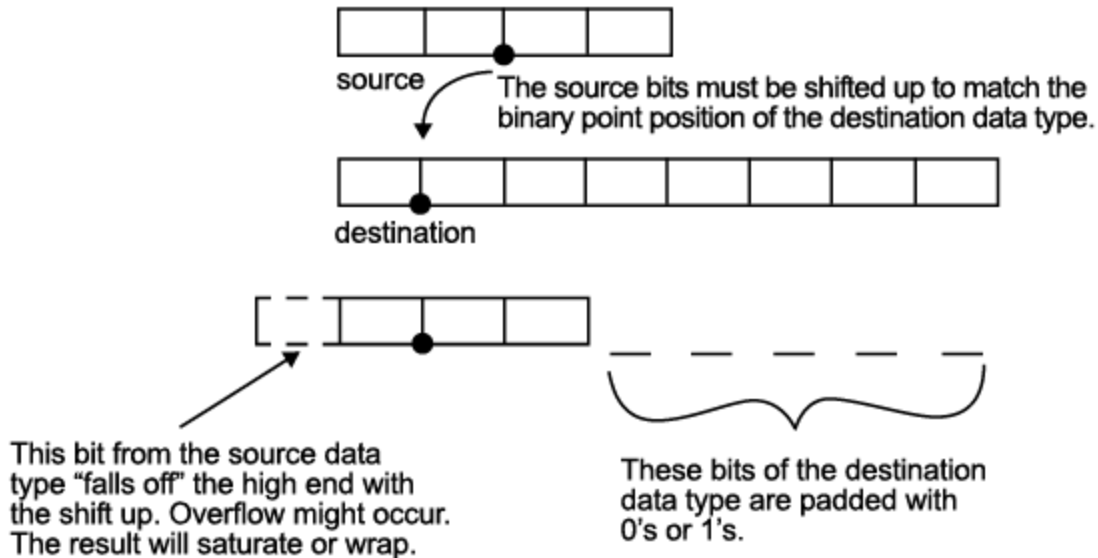 source
The source bits must be shifted up to match the
binary point position of the destination data type.
destination
This bit from the source data
type “falls off” the high end with
the shift up. Overflow might occur.
The result will saturate or wrap.
These bits of the destination
data type are padded with
0's or 1's.